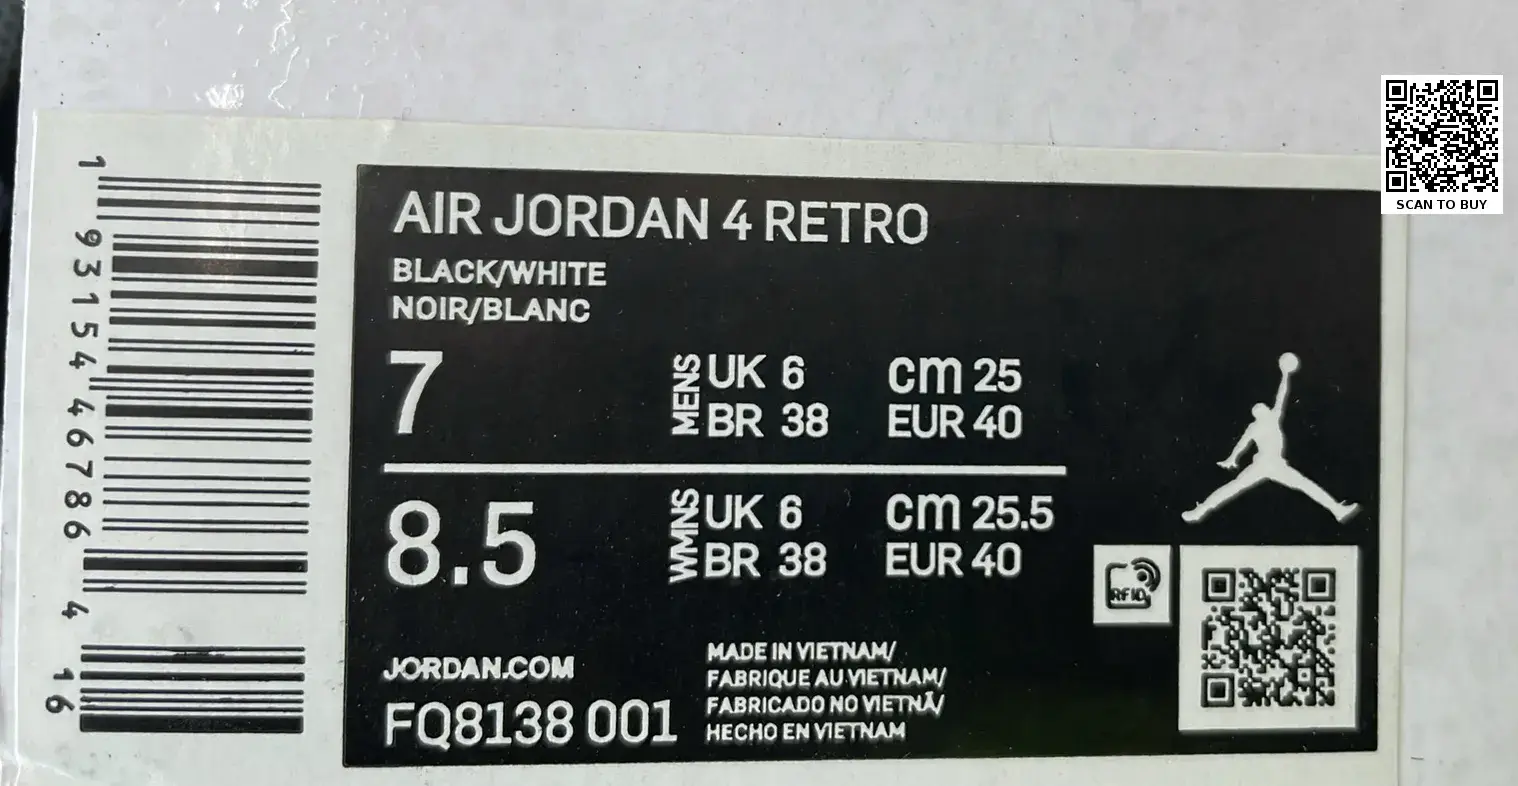 SCAN TO BUY
AIR JORDAN 4 RETRO
BLACK/WHITE
NOIR/BLANC
7
MENS
UK 6
cm 25
BR 38
EUR 40
8.5
WMNS
UK 6
cm 25.5
BR 38
EUR 40
RFID
JORDAN.COM
FQ8138 001
MADE IN VIETNAM/
FABRIQUE AU VIETNAM/
FABRICADO NO VIETNÃ/
HECHO EN VIETNAM
1 93154 46786 4 16